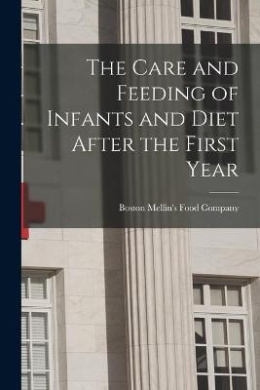 The Care and
Feeding of
Infants and Diet
After the First
Year
Boston Mellin's Food Company